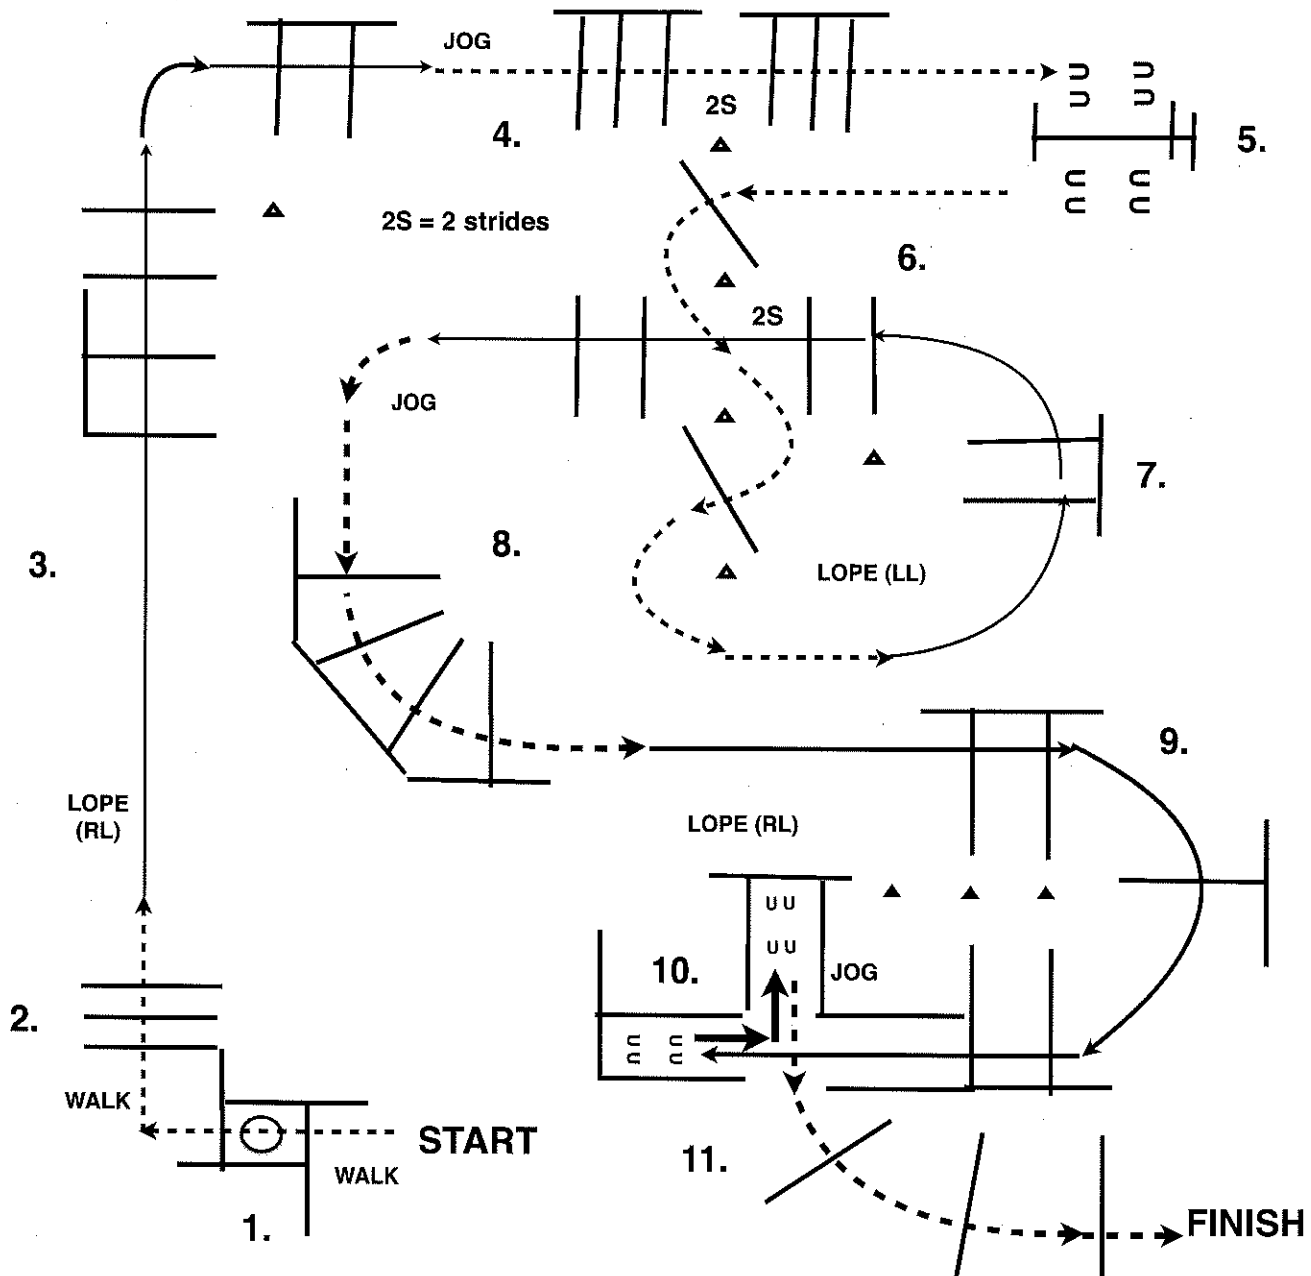 JOG
2S
4.
5.
2S = 2 strides
6.
2S
JOG
7.
8.
3.
LOPE (LL)
9.
LOPE
(RL)
LOPE (RL)
10.
JOG
2.
WALK
START
WALK
11.
1.
FINISH